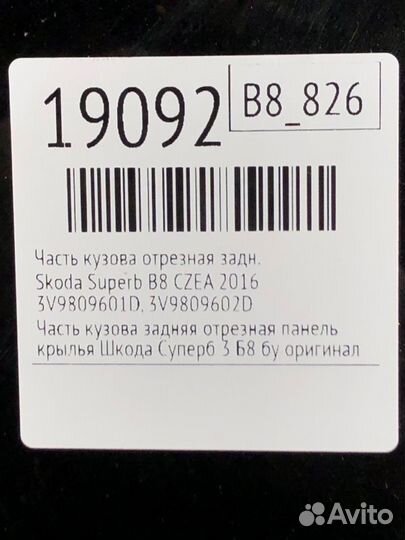 19092
B8_826
Часть кузова отрезная задн.
Skoda Superb B8 CZEA 2016
3V9809601D, 3V9809602D
Часть кузова задняя отрезная панель
крылья Шкода Суперб 3 Б8 бу оригинал
Avito